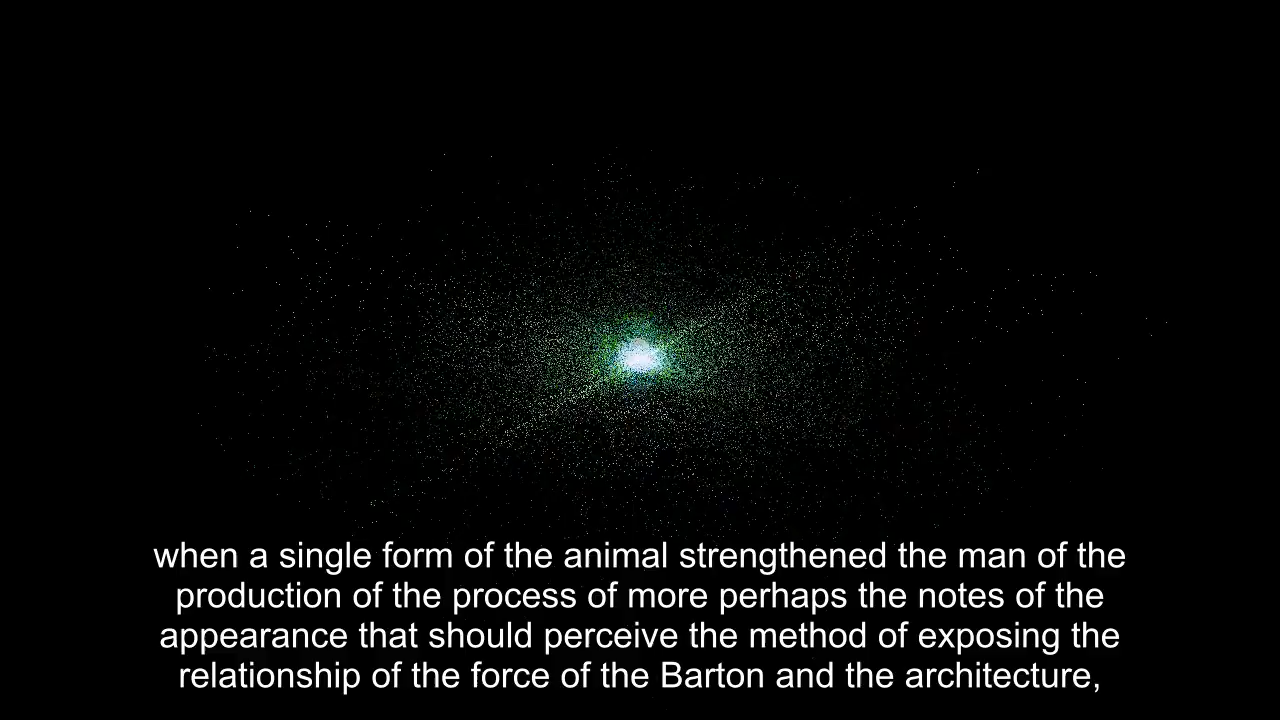 when a single form of the animal strengthened the man of the
production of the process of more perhaps the notes of the
appearance that should perceive the method of exposing the
relationship of the force of the Barton and the architecture,